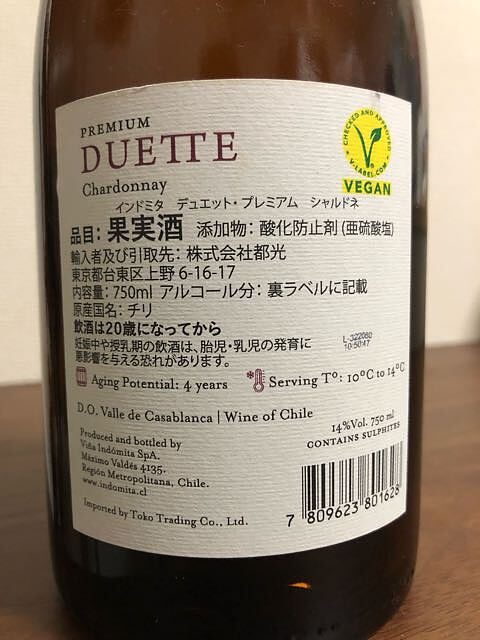 PREMIUM
DUETTE
Chardonnay
CHECKED AND APPROVED
V-LABEL.COM
VEGAN
インドミタ デュエット・プレミアム シャルドネ
品目：果実酒 添加物：酸化防止剤(亜硫酸塩)
輸入者及び引取先：株式会社都光
東京都台東区上野 6-16-17
内容量：750ml アルコール分：裏ラベルに記載
原産国名：チリ
飲酒は20歳になってから
妊娠中や授乳期の飲酒は、胎児・乳児の発育に
悪影響を与える恐れがあります。
L-322080
10:50:47
Aging Potential: 4 years
Serving Tº: 10ºC to 14ºC
D.O. Valle de Casablanca | Wine of Chile
14%Vol. 750 ml
CONTAINS SULPHITES
Produced and bottled by
Viña Indómita SpA.
Máximo Valdés 4135.
Región Metropolitana, Chile.
www.indomita.cl
Imported by Toko Trading Co., Ltd.
7 809623 801628